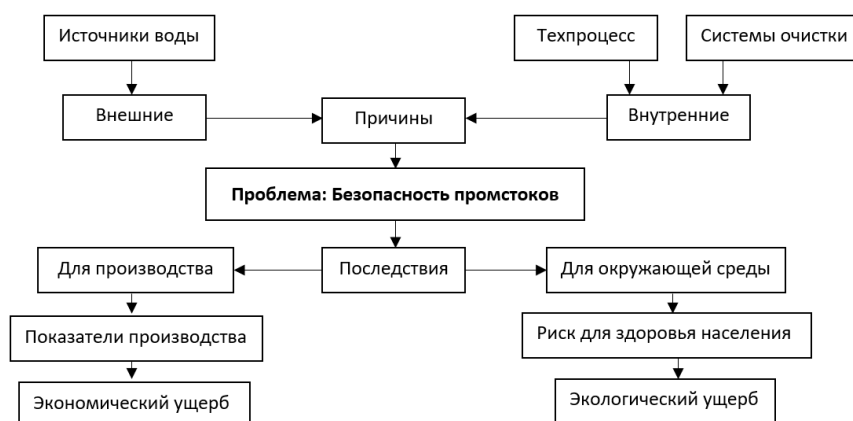 Источники воды
Техпроцесс
Системы очистки
Внешние
Причины
Внутренние
Проблема: Безопасность промстоков
Для производства
Последствия
Для окружающей среды
Показатели производства
Риск для здоровья населения
Экономический ущерб
Экологический ущерб